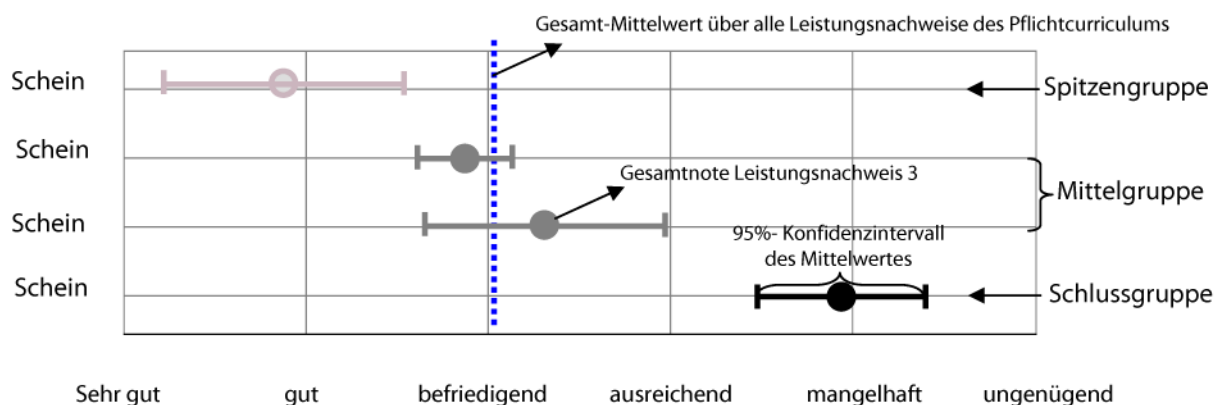 Gesamt-Mittelwert über alle Leistungsnachweise des Pflichtcurriculums
Schein
Spitzengruppe
Schein
Gesamtnote Leistungsnachweis 3
Mittelgruppe
Schein
95%- Konfidenzintervall
des Mittelwertes
Schein
Schlussgruppe
Sehr gut gut befriedigend ausreichend mangelhaft ungenügend